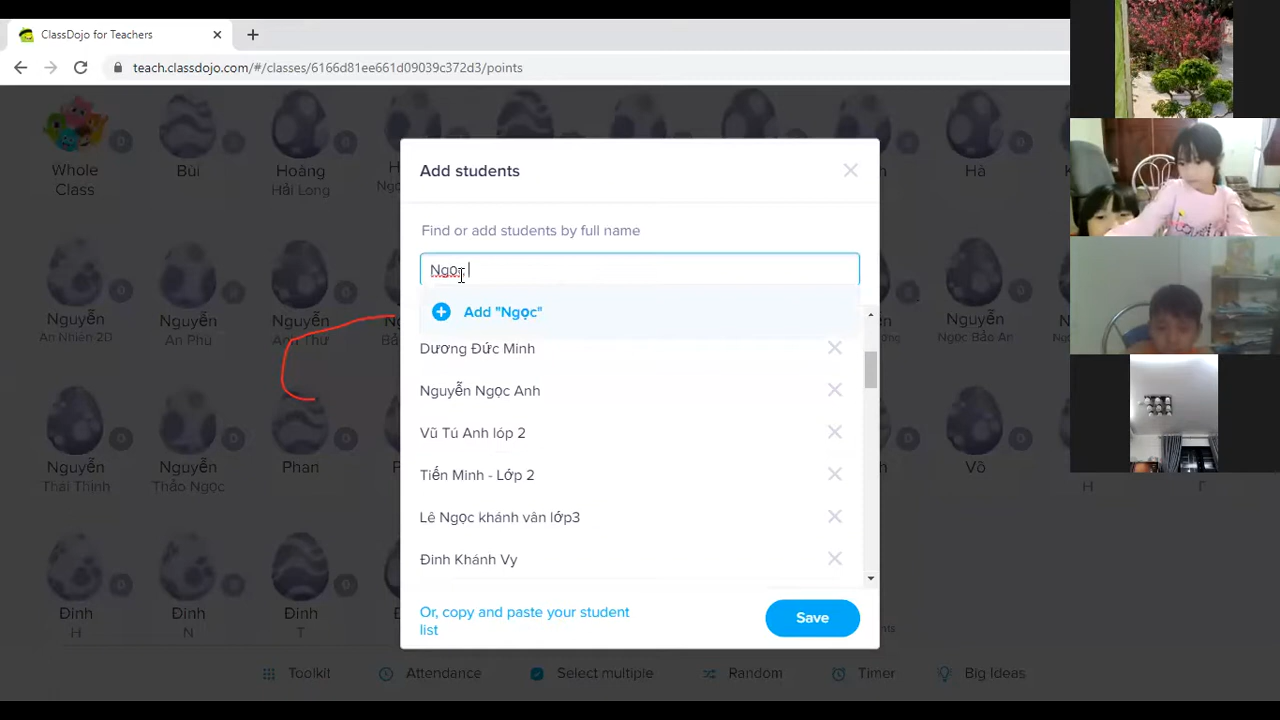 ClassDojo for Teachers
teach.classdojo.com/#/classes/6166d81ee661d09039c372d3/points
Whole Class
Bùi
Hoàng
Hải Long
Hà
Add students
Find or add students by full name
Ngọc
Add "Ngọc"
Dương Đức Minh
Nguyễn Ngọc Anh
Vũ Tú Anh lóp 2
Tiến Minh - Lớp 2
Lê Ngọc khánh vân lớp3
Đinh Khánh Vy
Or, copy and paste your student
list
Save
Nguyễn
An Nhiên 2D
Nguyễn
An Phú
Nguyễn
Anh Thư
Nguyễn
Ngọc Bảo An
Nguyễn
Thái Thịnh
Nguyễn
Thảo Ngọc
Phan
Võ
H
Đinh
H
Đinh
N
Đinh
T
Toolkit
Attendance
Select multiple
Random
Timer
Big Ideas